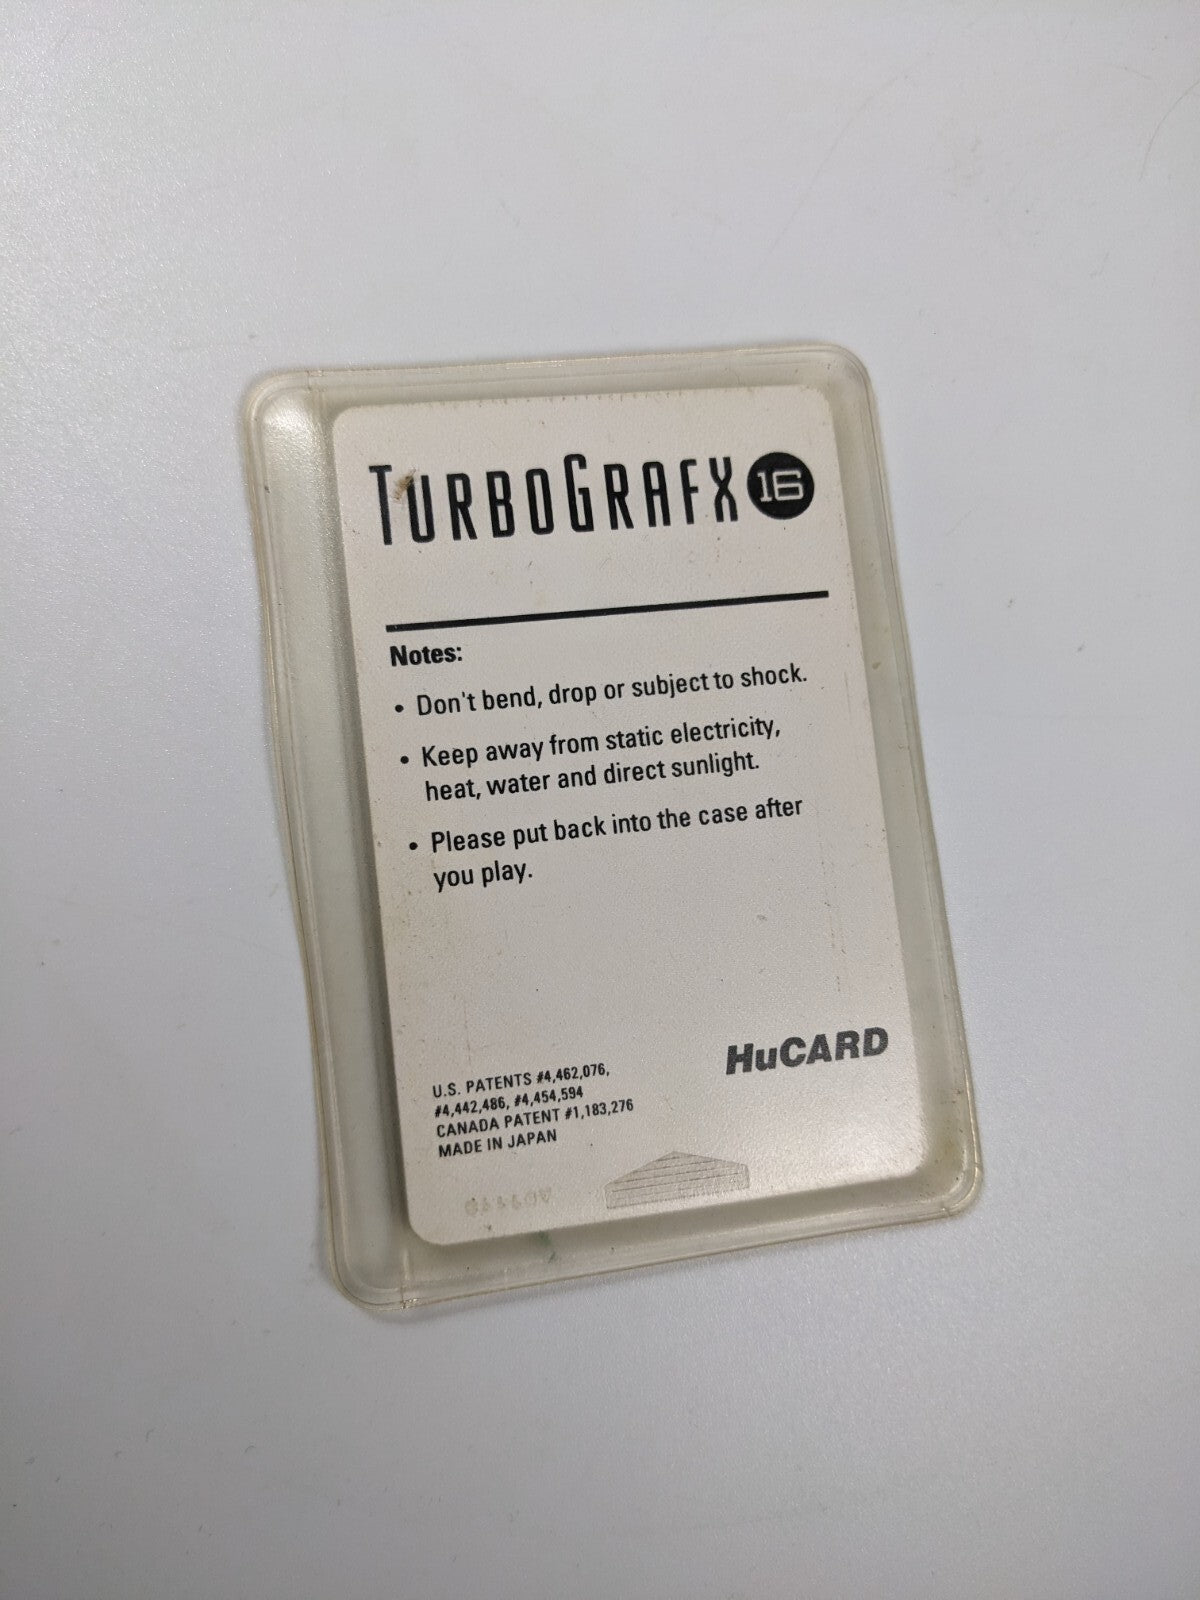 TURBOGRAFX 16
Notes:
• Don't bend, drop or subject to shock.
• Keep away from static electricity,
heat, water and direct sunlight.
• Please put back into the case after
you play.
HuCARD
U.S. PATENTS #4,462,076,
#4,442,486, #4,454,594
CANADA PATENT #1,183,276
MADE IN JAPAN